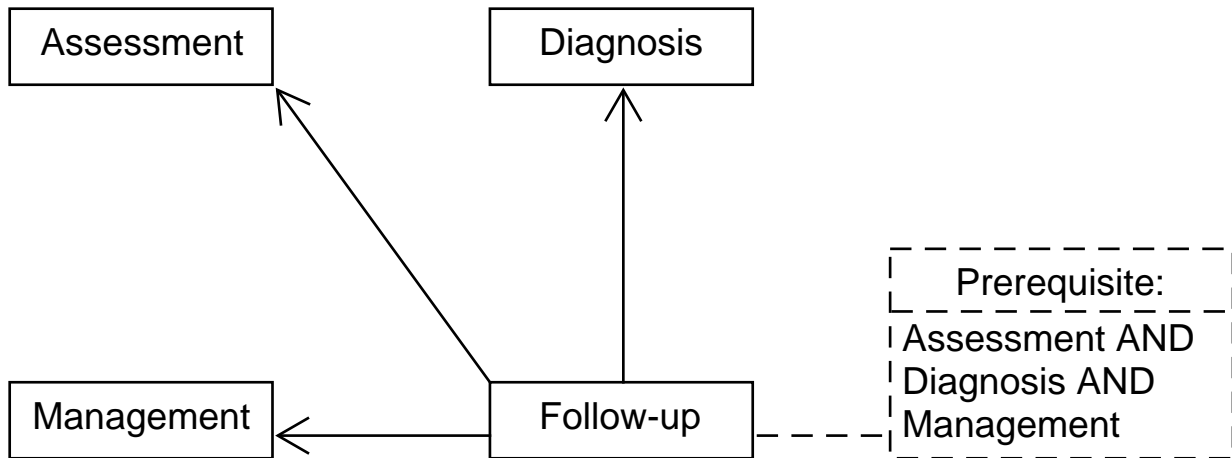 Assessment
Diagnosis
Management
Follow-up
Prerequisite:
Assessment AND
Diagnosis AND
Management